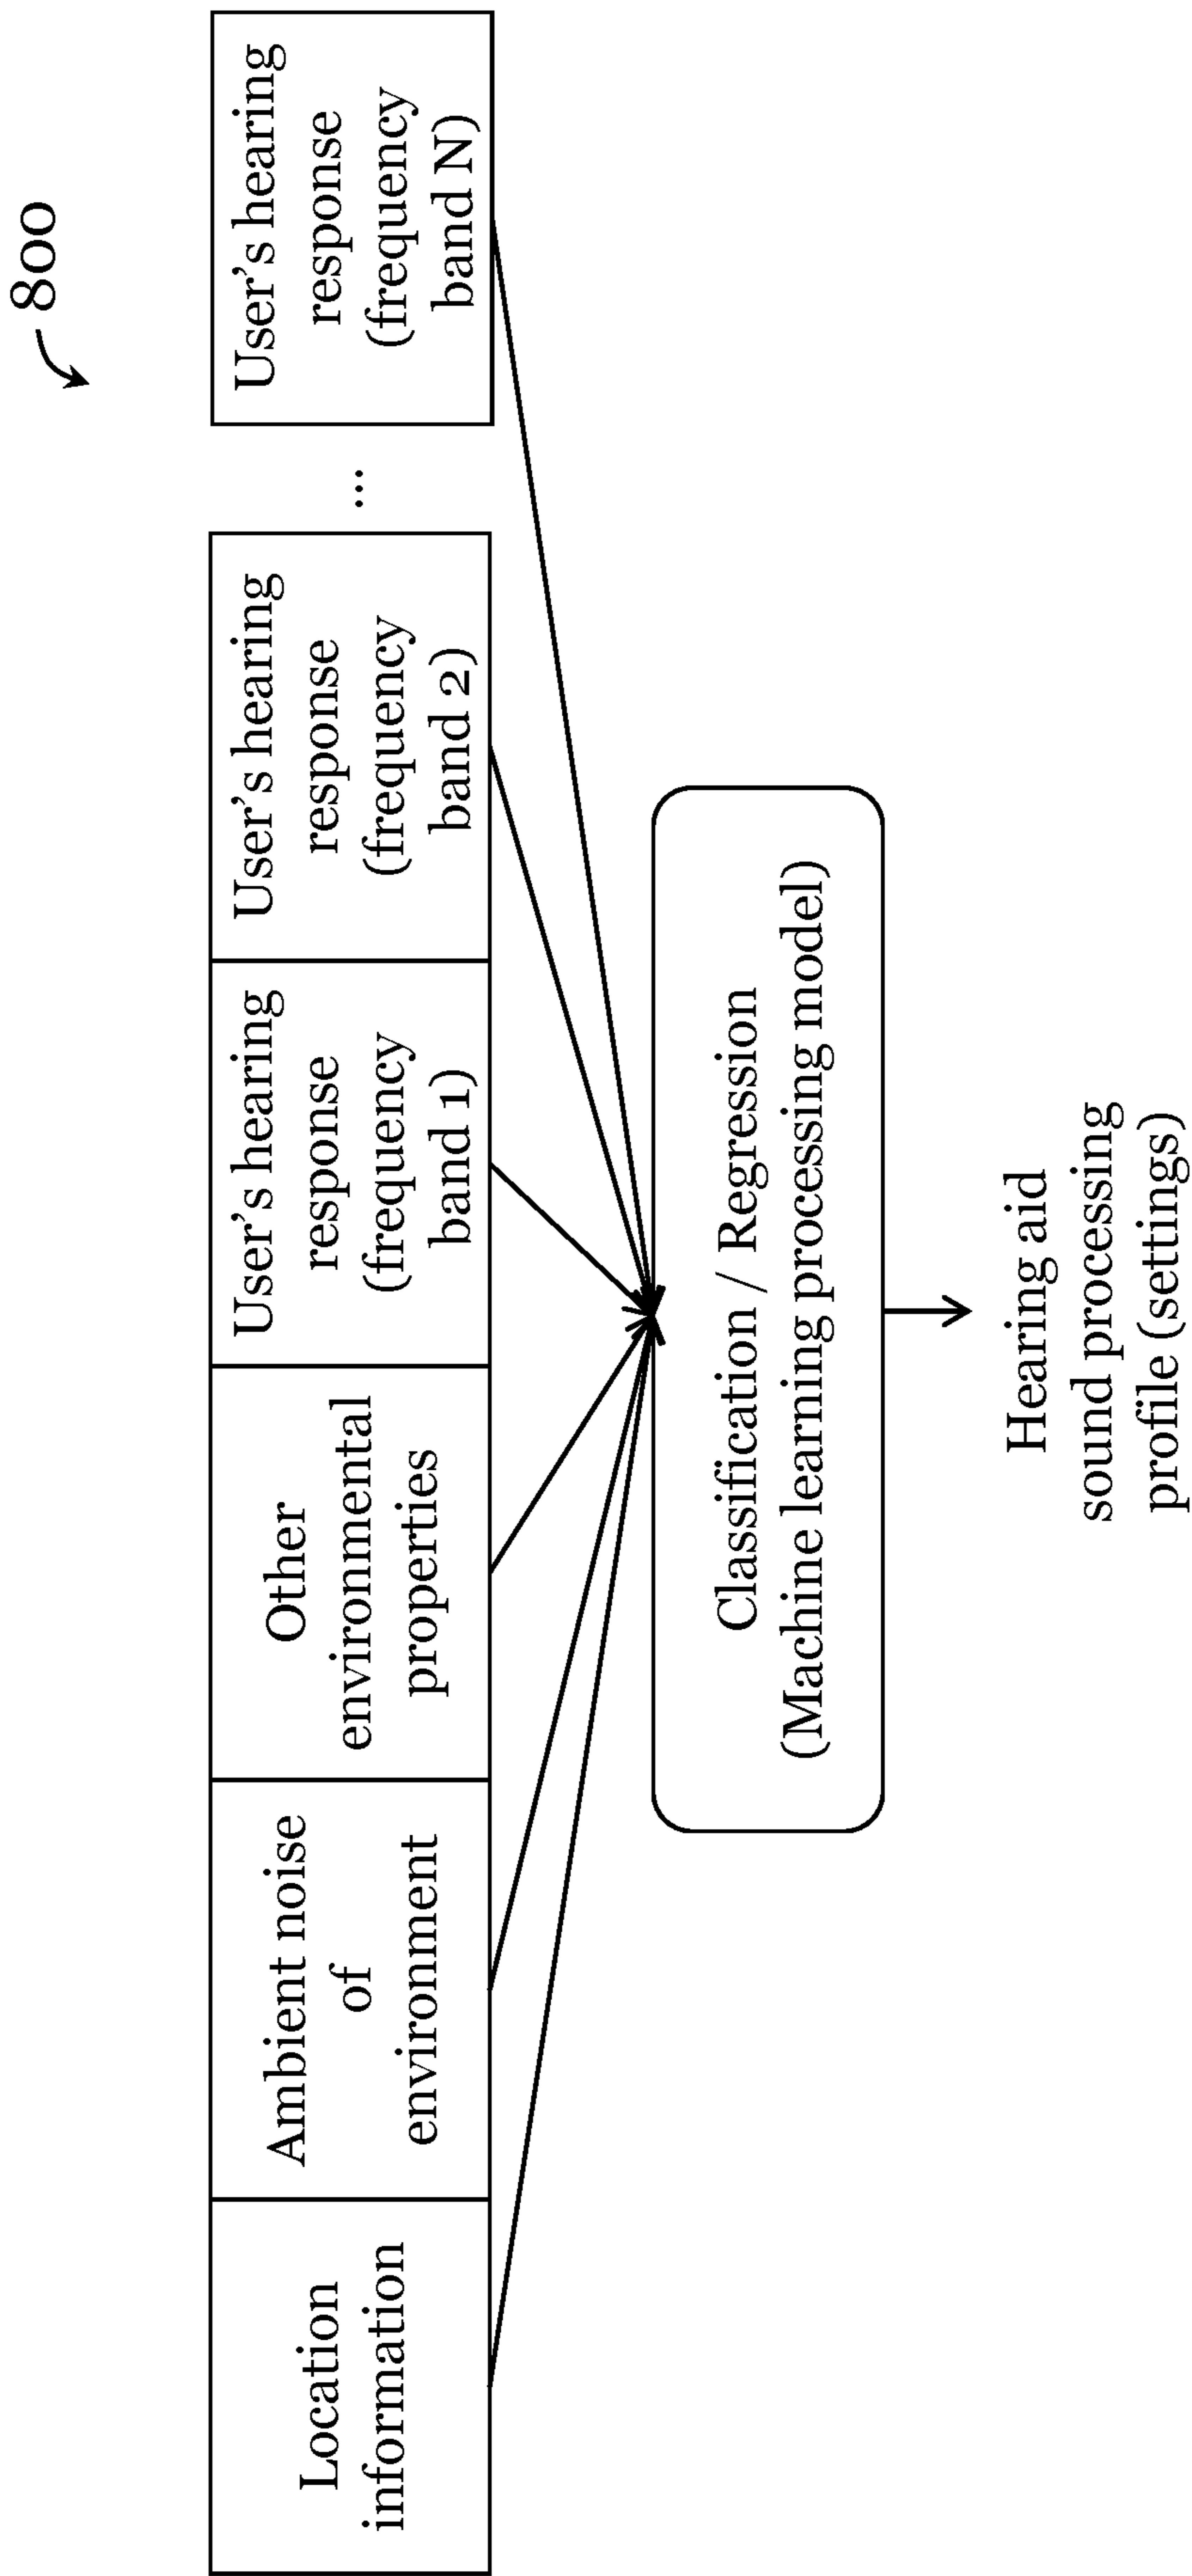 800
Location
information
Ambient noise
of
environment
Other
environmental
properties
User's hearing
response
(frequency
band 1)
User's hearing
response
(frequency
band 2)
...
User's hearing
response
(frequency
band N)
Classification / Regression
(Machine learning processing model)
Hearing aid
sound processing
profile (settings)